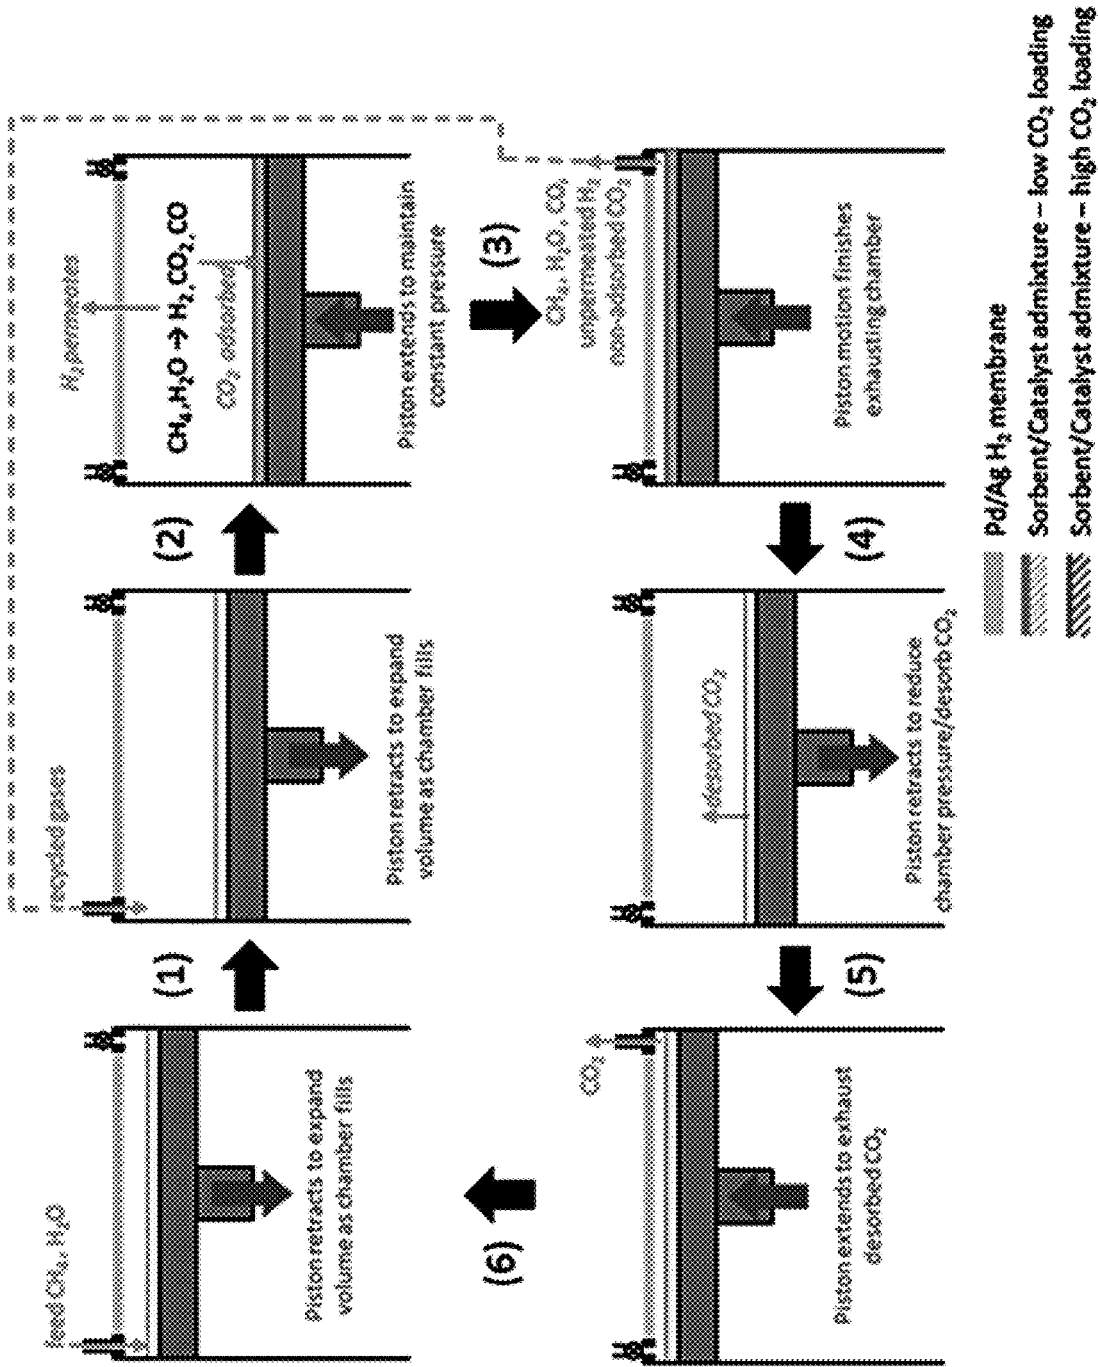 feed CH4, H2O
Piston retracts to expand
volume as chamber fills
(1)
recycled gases
Piston retracts to expand
volume as chamber fills
(2)
H2 permeates
CH4,H2O → H2,CO2,CO
CO2 adsorbed
Piston extends to maintain
constant pressure
(3)
CH4, H2O, CO,
unpermeated H2
non-adsorbed CO2
Piston motion finishes
exhausting chamber
(4)
desorbed CO2
Piston retracts to reduce
chamber pressure/desorb CO2
(5)
CO2
Piston extends to exhaust
desorbed CO2
(6)
Pd/Ag H2 membrane
Sorbent/Catalyst admixture – low CO2 loading
Sorbent/Catalyst admixture – high CO2 loading